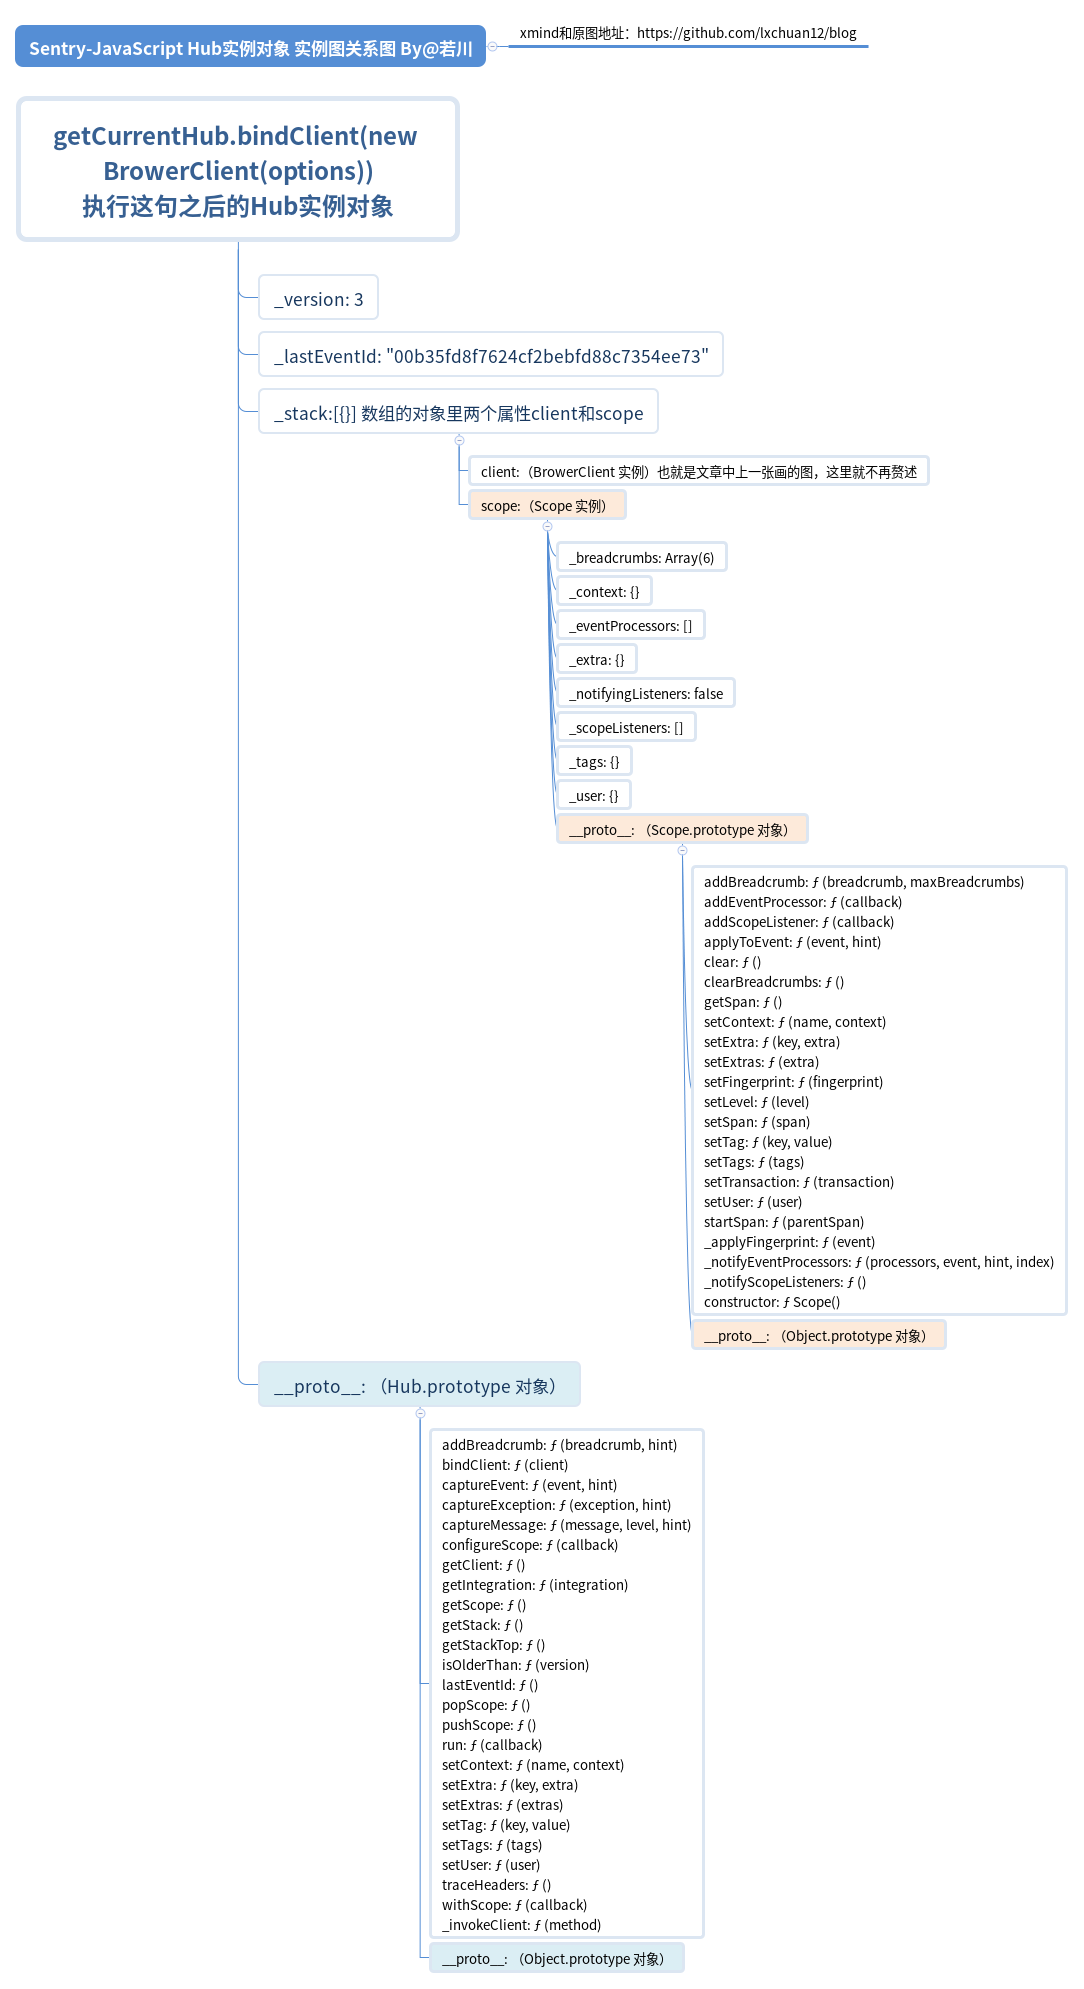 Sentry-JavaScript Hub实例对象 实例图关系图 By@若川
xmind和原图地址：https://github.com/lxchuan12/blog
getCurrentHub.bindClient(new
BrowerClient(options))
执行这句之后的Hub实例对象
_version: 3
_lastEventId: "00b35fd8f7624cf2bebfd88c7354ee73"
_stack:[{}] 数组的对象里两个属性client和scope
client:（BrowerClient 实例）也就是文章中上一张画的图，这里就不再赘述
scope:（Scope 实例）
_breadcrumbs: Array(6)
_context: {}
_eventProcessors: []
_extra: {}
_notifyingListeners: false
_scopeListeners: []
_tags: {}
_user: {}
__proto__: （Scope.prototype 对象）
addBreadcrumb: ƒ (breadcrumb, maxBreadcrumbs)
addEventProcessor: ƒ (callback)
addScopeListener: ƒ (callback)
applyToEvent: ƒ (event, hint)
clear: ƒ ()
clearBreadcrumbs: ƒ ()
getSpan: ƒ ()
setContext: ƒ (name, context)
setExtra: ƒ (key, extra)
setExtras: ƒ (extra)
setFingerprint: ƒ (fingerprint)
setLevel: ƒ (level)
setSpan: ƒ (span)
setTag: ƒ (key, value)
setTags: ƒ (tags)
setTransaction: ƒ (transaction)
setUser: ƒ (user)
startSpan: ƒ (parentSpan)
_applyFingerprint: ƒ (event)
_notifyEventProcessors: ƒ (processors, event, hint, index)
_notifyScopeListeners: ƒ ()
constructor: ƒ Scope()
__proto__: （Object.prototype 对象）
__proto__: （Hub.prototype 对象）
addBreadcrumb: ƒ (breadcrumb, hint)
bindClient: ƒ (client)
captureEvent: ƒ (event, hint)
captureException: ƒ (exception, hint)
captureMessage: ƒ (message, level, hint)
configureScope: ƒ (callback)
getClient: ƒ ()
getIntegration: ƒ (integration)
getScope: ƒ ()
getStack: ƒ ()
getStackTop: ƒ ()
isOlderThan: ƒ (version)
lastEventId: ƒ ()
popScope: ƒ ()
pushScope: ƒ ()
run: ƒ (callback)
setContext: ƒ (name, context)
setExtra: ƒ (key, extra)
setExtras: ƒ (extras)
setTag: ƒ (key, value)
setTags: ƒ (tags)
setUser: ƒ (user)
traceHeaders: ƒ ()
withScope: ƒ (callback)
_invokeClient: ƒ (method)
__proto__: （Object.prototype 对象）